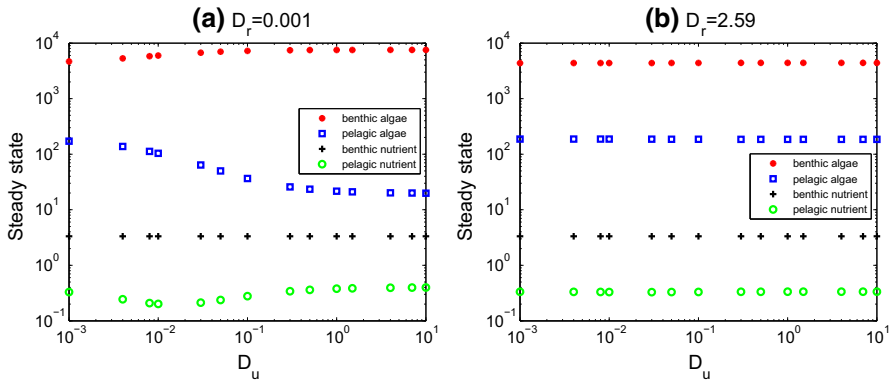 (a) D_r=0.001
Steady state
10^4
10^3
10^2
10^1
10^0
10^−1
benthic algae
pelagic algae
benthic nutrient
pelagic nutrient
10^−3
10^−2
10^−1
10^0
10^1
D_u
(b) D_r=2.59
Steady state
10^4
10^3
10^2
10^1
10^0
10^−1
benthic algae
pelagic algae
benthic nutrient
pelagic nutrient
10^−3
10^−2
10^−1
10^0
10^1
D_u